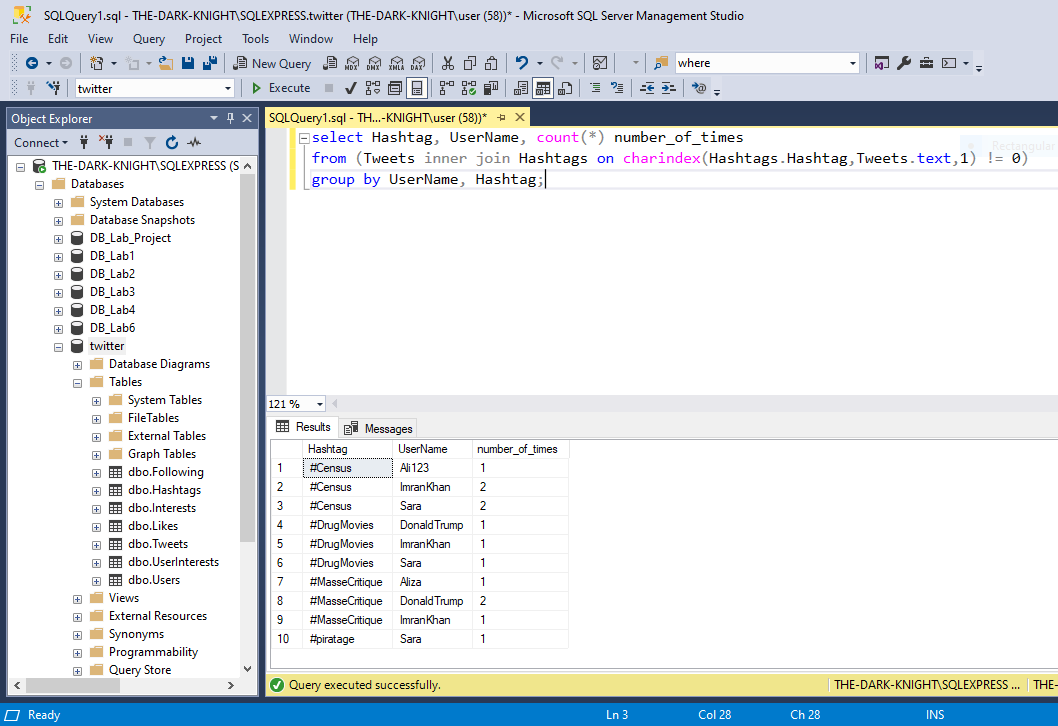 SQLQuery1.sql - THE-DARK-KNIGHT\SQLEXPRESS.twitter (THE-DARK-KNIGHT\user (58))* - Microsoft SQL Server Management Studio
File Edit View Query Project Tools Window Help
New Query MDX DMX XMLA DAX where
twitter Execute
Object Explorer
SQLQuery1.sql - TH...-KNIGHT\user (58))*
Connect
THE-DARK-KNIGHT\SQLEXPRESS (S
Databases
System Databases
Database Snapshots
DB_Lab_Project
DB_Lab1
DB_Lab2
DB_Lab3
DB_Lab4
DB_Lab6
twitter
Database Diagrams
Tables
System Tables
FileTables
External Tables
Graph Tables
dbo.Following
dbo.Hashtags
dbo.Interests
dbo.Likes
dbo.Tweets
dbo.UserInterests
dbo.Users
Views
External Resources
Synonyms
Programmability
Query Store
select Hashtag, UserName, count(*) number_of_times
from (Tweets inner join Hashtags on charindex(Hashtags.Hashtag,Tweets.text,1) != 0)
group by UserName, Hashtag;
Rectangular
121 %
Results Messages
Hashtag UserName number_of_times
1 #Census Ali123 1
2 #Census ImranKhan 2
3 #Census Sara 2
4 #DrugMovies DonaldTrump 1
5 #DrugMovies ImranKhan 1
6 #DrugMovies Sara 1
7 #MasseCritique Aliza 1
8 #MasseCritique DonaldTrump 2
9 #MasseCritique ImranKhan 1
10 #piratage Sara 1
Query executed successfully. THE-DARK-KNIGHT\SQLEXPRESS ... THE-
Ready Ln 3 Col 28 Ch 28 INS